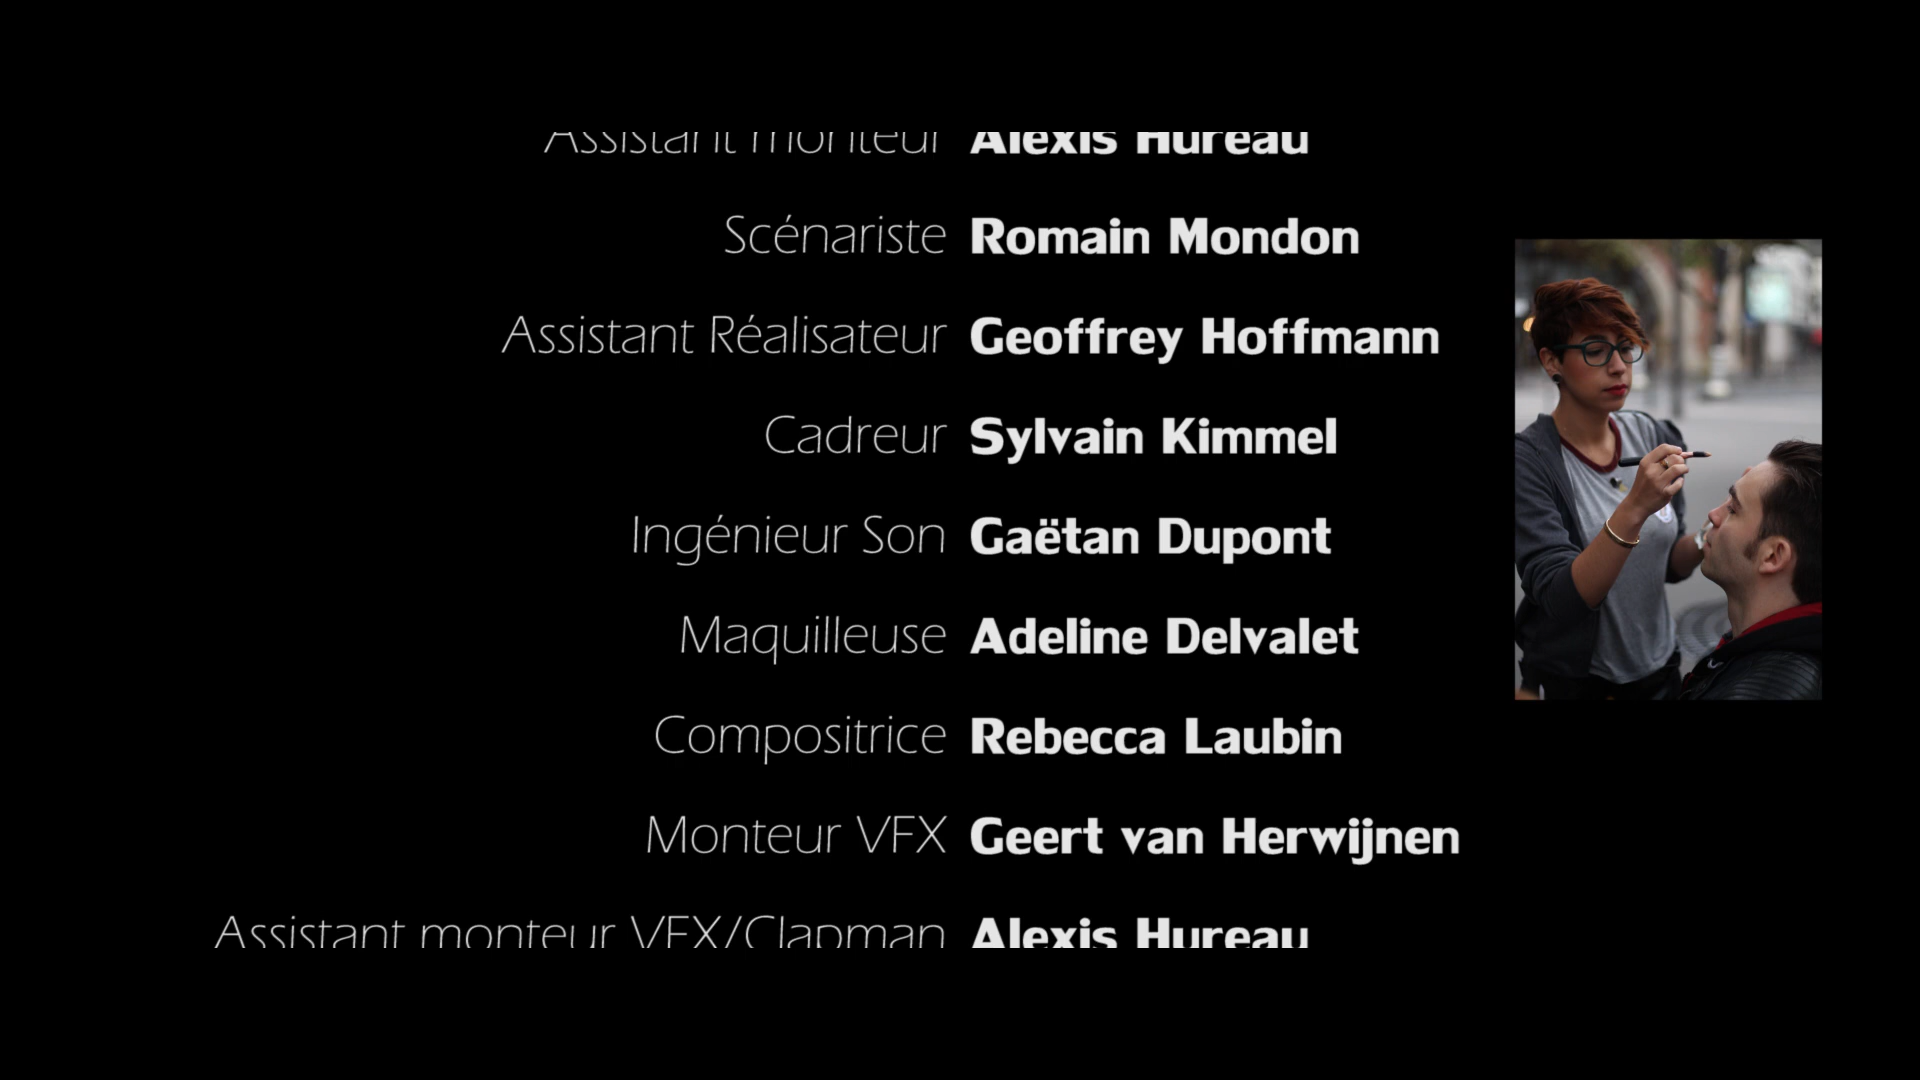 Assistant monteur Alexis Hureau
Scénariste Romain Mondon
Assistant Réalisateur Geoffrey Hoffmann
Cadreur Sylvain Kimmel
Ingénieur Son Gaëtan Dupont
Maquilleuse Adeline Delvalet
Compositrice Rebecca Laubin
Monteur VFX Geert van Herwijnen
Assistant monteur VFX/Clapman Alexis Hureau